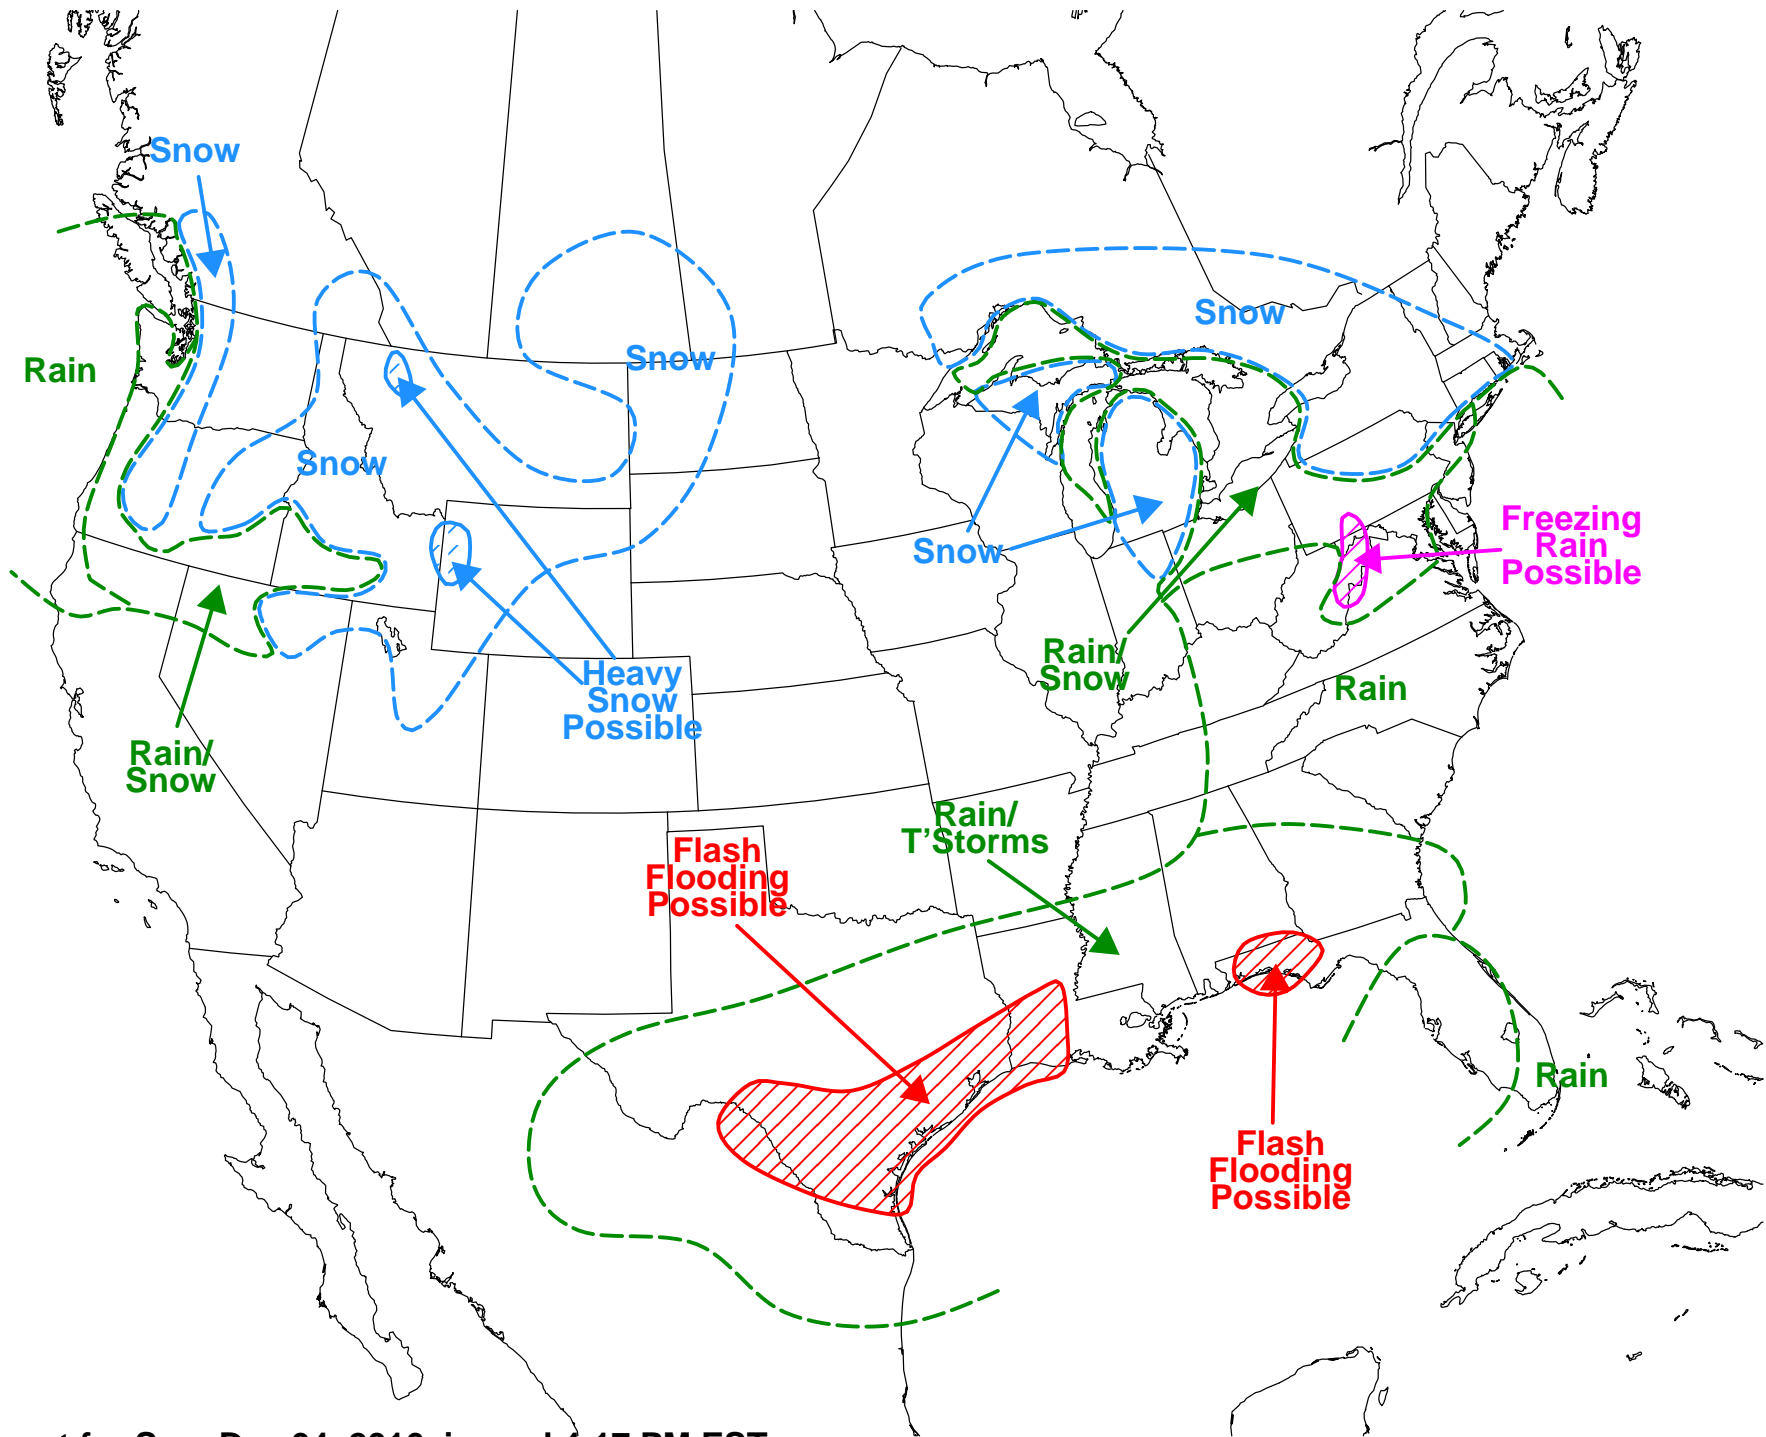 Snow
Rain
Snow
Snow
Snow
Snow
Freezing
Rain
Possible
Rain/
Snow
Rain
Heavy
Snow
Possible
Rain/
Snow
Rain/
T'Storms
Flash
Flooding
Possible
Rain
Flash
Flooding
Possible